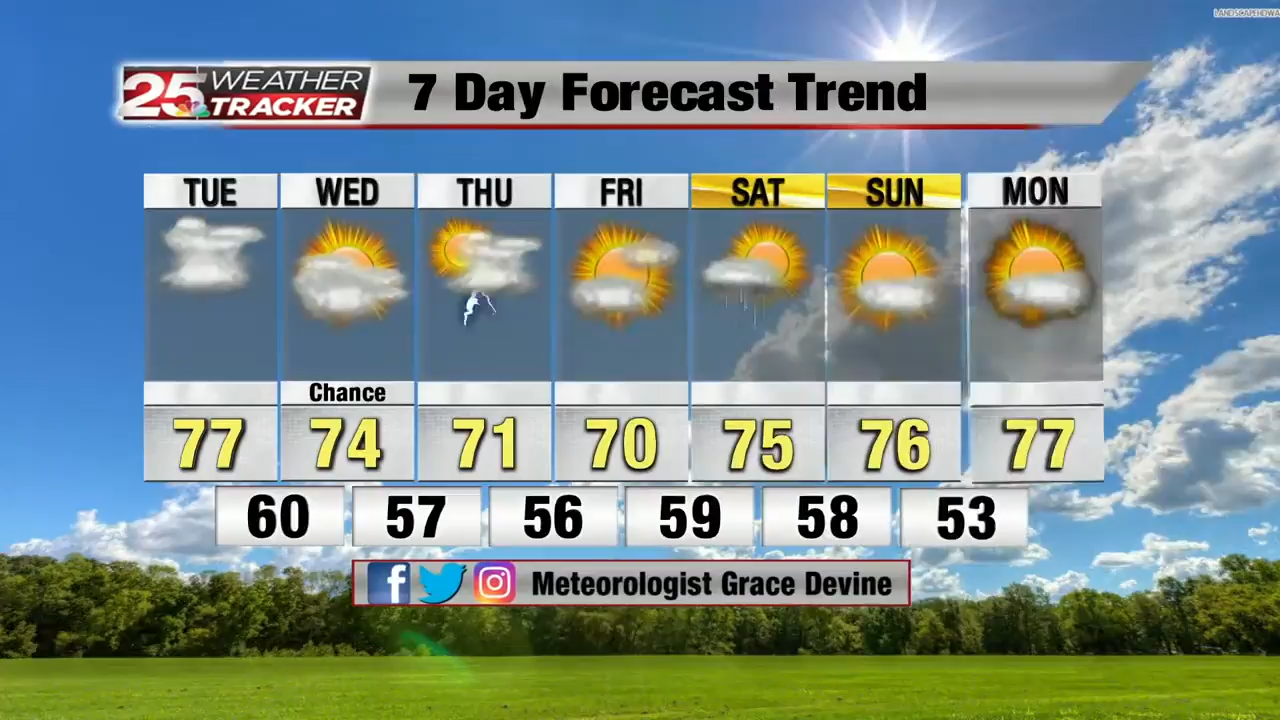 LANDSCAPEHDWA
25 WEATHER TRACKER
7 Day Forecast Trend
TUE WED THU FRI SAT SUN MON
Chance
77 74 71 70 75 76 77
60 57 56 59 58 53
f Meteorologist Grace Devine